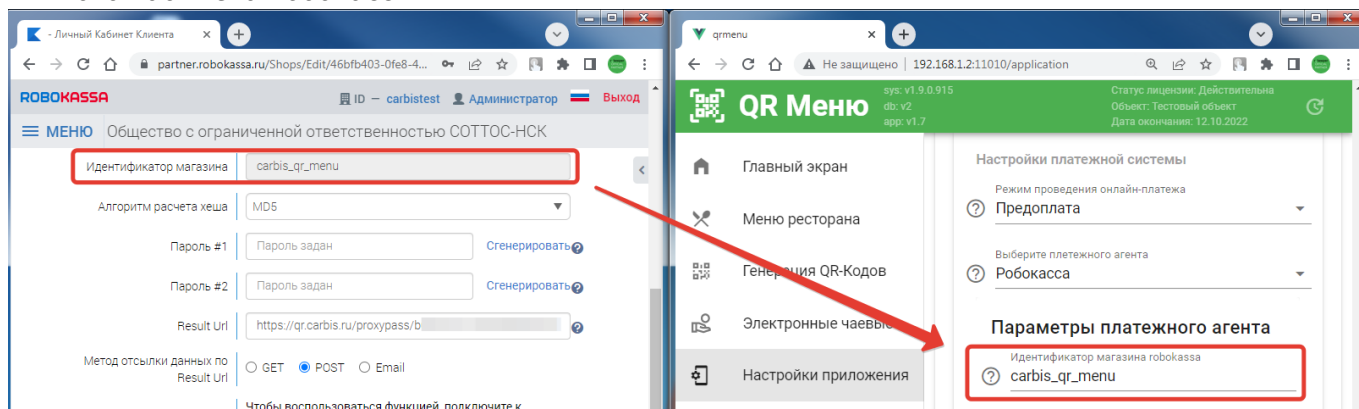 - Личный Кабинет Клиента
partner.robokassa.ru/Shops/Edit/46bfb403-0fe8-4...
ROBOKASSA
ID — carbistest
Администратор
Выход
МЕНЮ
Общество с ограниченной ответственностью СОТТОС-НСК
Идентификатор магазина
carbis_qr_menu
Алгоритм расчета хеша
MD5
Пароль #1
Пароль задан
Сгенерировать
Пароль #2
Пароль задан
Сгенерировать
Result Url
https://qr.carbis.ru/proxypass/b
Метод отсылки данных по
Result Url
GET
POST
Email
Чтобы воспользоваться функцией, подключите к
qrmenu
Не защищено
192.168.1.2:11010/application
QR Меню
sys: v1.9.0.915
db: v2
app: v1.7
Статус лицензии: Действительна
Объект: Тестовый объект
Дата окончания: 12.10.2022
Главный экран
Меню ресторана
Генерация QR-Кодов
Электронные чаевые
Настройки приложения
Настройки платежной системы
Режим проведения онлайн-платежа
Предоплата
Выберите платежного агента
Робокасса
Параметры платежного агента
Идентификатор магазина robokassa
carbis_qr_menu